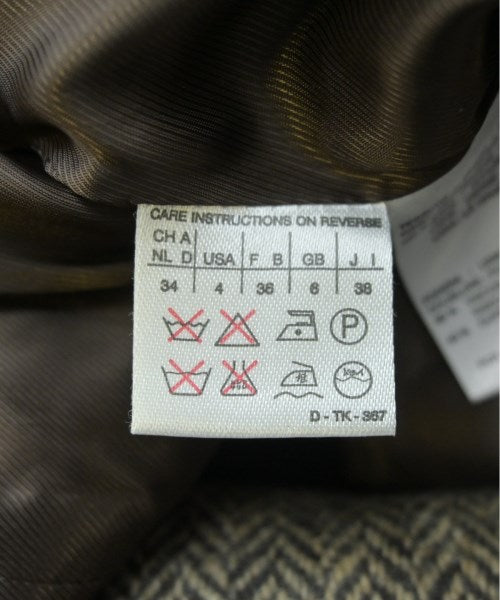 CARE INSTRUCTIONS ON REVERSE
CH A
NL D USA F B GB J I
34 4 36 6 38
P
D - TK - 367